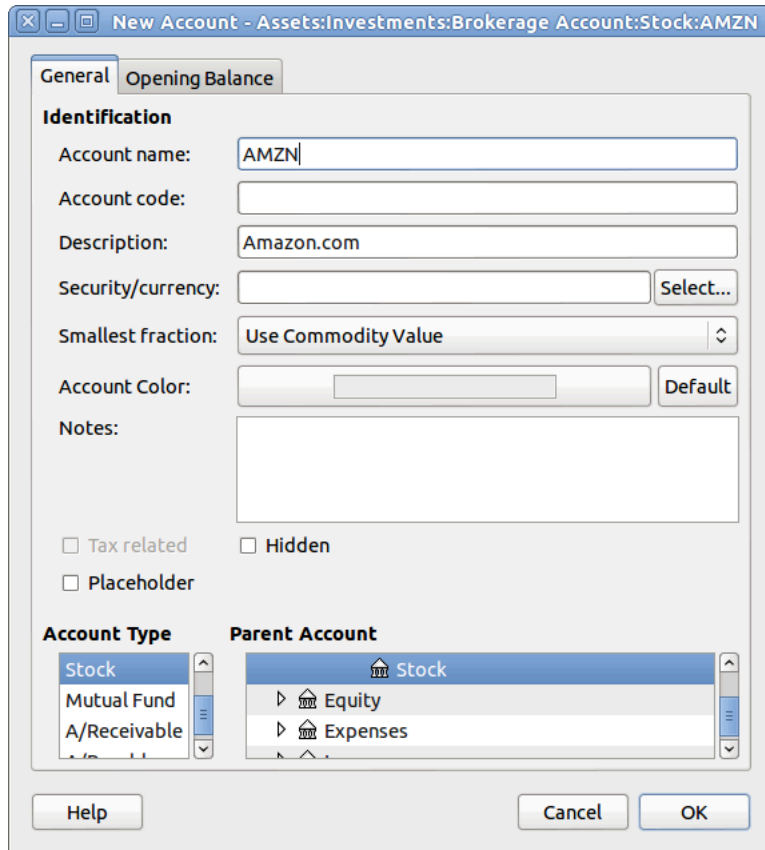 New Account - Assets:Investments:Brokerage Account:Stock:AMZN
General Opening Balance
Identification
Account name: AMZN
Account code:
Description: Amazon.com
Security/currency: Select...
Smallest fraction: Use Commodity Value
Account Color: Default
Notes:
Tax related Hidden
Placeholder
Account Type Parent Account
Stock Stock
Mutual Fund Equity
A/Receivable Expenses
Help Cancel OK